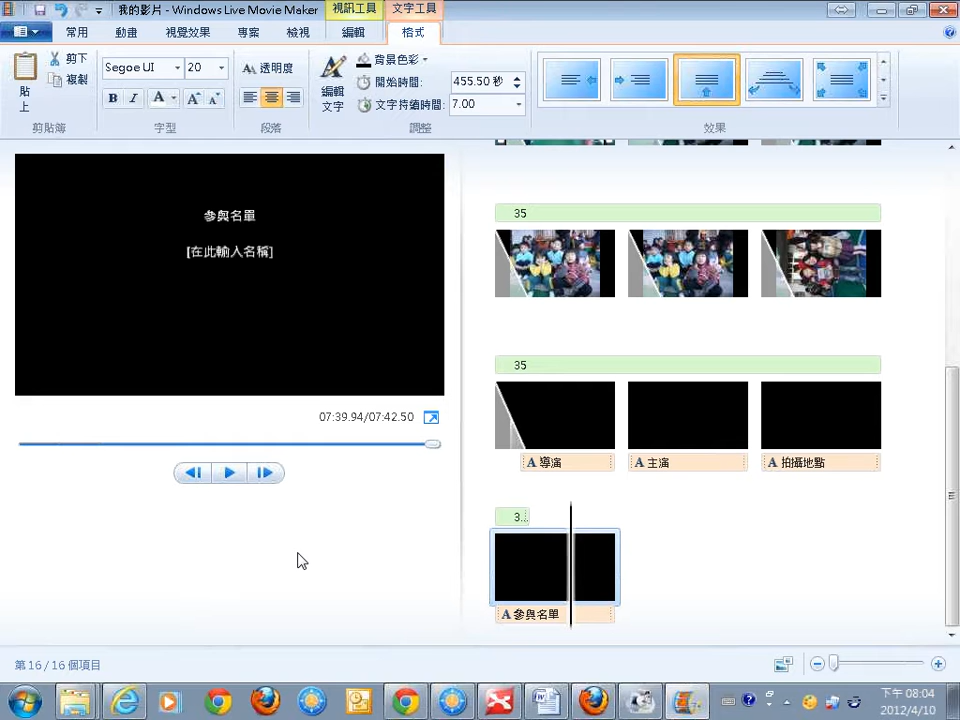 我的影片 - Windows Live Movie Maker
視訊工具
文字工具
常用
動畫
視覺效果
專案
檢視
編輯
格式
貼上
剪下
複製
剪貼簿
Segoe UI
20
B I A A A
字型
透明度
段落
編輯文字
背景色彩
開始時間: 455.50 秒
文字持續時間: 7.00
調整
效果
參與名單
[在此輸入名稱]
07:39.94/07:42.50
35
35
A 導演
A 主演
A 拍攝地點
3..
A 參與名單
第 16 / 16 個項目
下午 08:04
2012/4/10